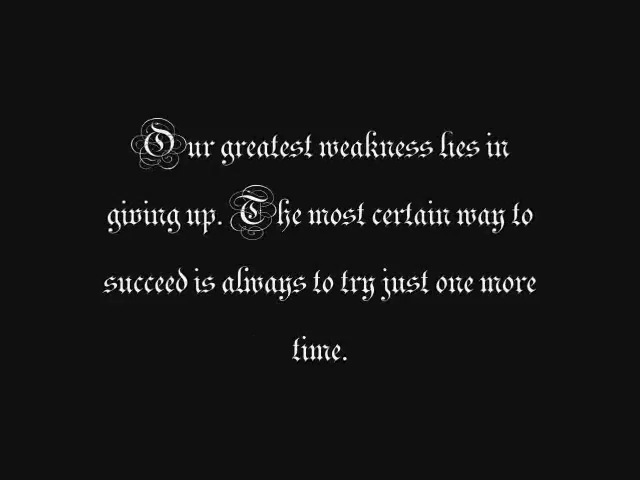 Our greatest weakness lies in
giving up. The most certain way to
succeed is always to try just one more
time.